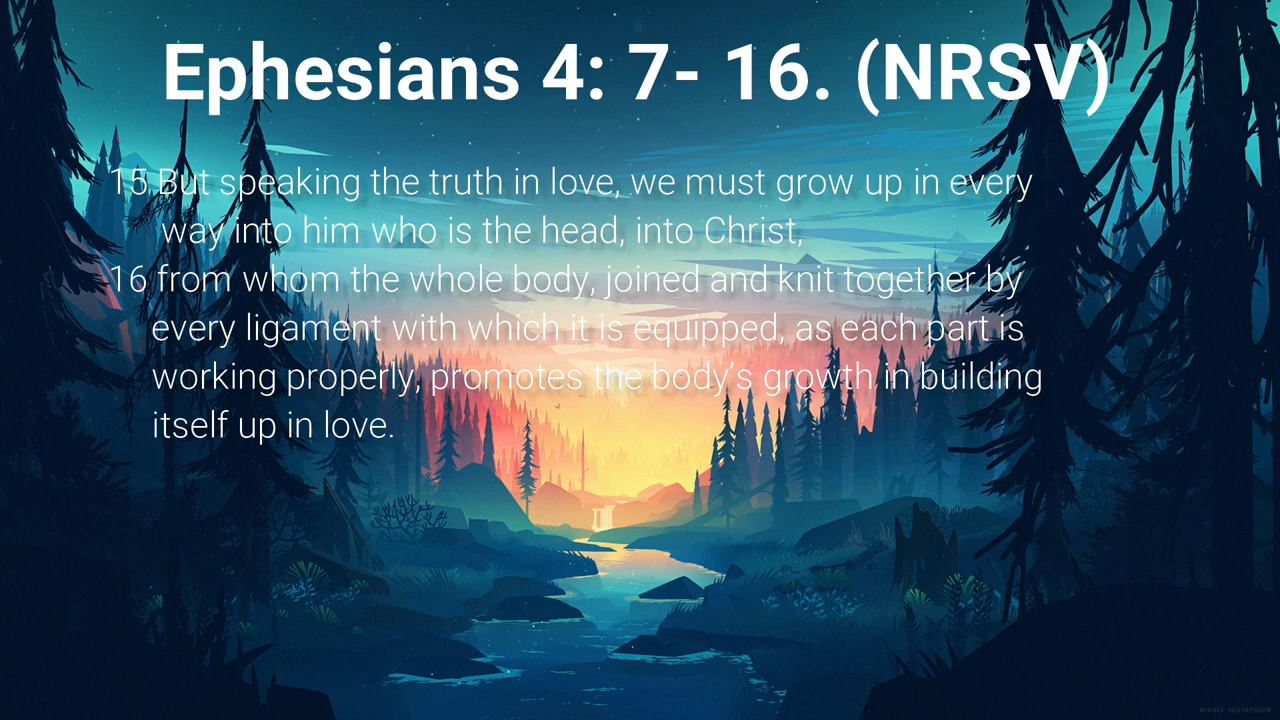 Ephesians 4: 7- 16. (NRSV)
15 But speaking the truth in love, we must grow up in every
way into him who is the head, into Christ,
16 from whom the whole body, joined and knit together by
every ligament with which it is equipped, as each part is
working properly, promotes the body’s growth in building
itself up in love.
MIKAEL GUSTAFSSON